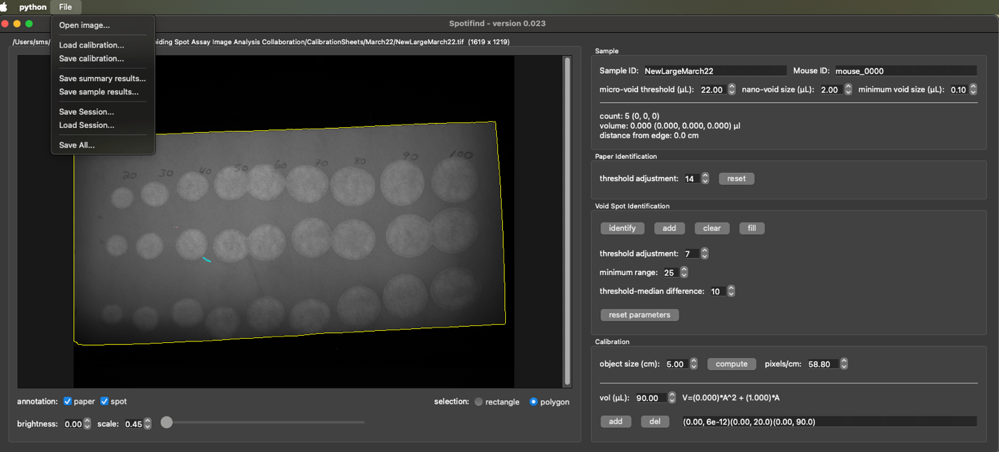 python File
Spotifind - version 0.023
Open image...
Load calibration...
Save calibration...
Save summary results...
Save sample results...
Save Session...
Load Session...
Save All...
/Users/sms/ iding Spot Assay Image Analysis Collaboration/CalibrationSheets/March22/NewLargeMarch22.tif (1619 x 1219)
20 30 40 50 60 70 80 90 100
annotation: paper spot
selection: rectangle polygon
brightness: 0.00 scale: 0.45
Sample
Sample ID: NewLargeMarch22 Mouse ID: mouse_0000
micro-void threshold (µL): 22.00 nano-void size (µL): 2.00 minimum void size (µL): 0.10
count: 5 (0, 0, 0)
volume: 0.000 (0.000, 0.000, 0.000) µl
distance from edge: 0.0 cm
Paper Identification
threshold adjustment: 14 reset
Void Spot Identification
identify add clear fill
threshold adjustment: 7
minimum range: 25
threshold-median difference: 10
reset parameters
Calibration
object size (cm): 5.00 compute pixels/cm: 58.80
vol (µL): 90.00 V=(0.000)*A^2 + (1.000)*A
add del (0.00, 6e-12)(0.00, 20.0)(0.00, 90.0)